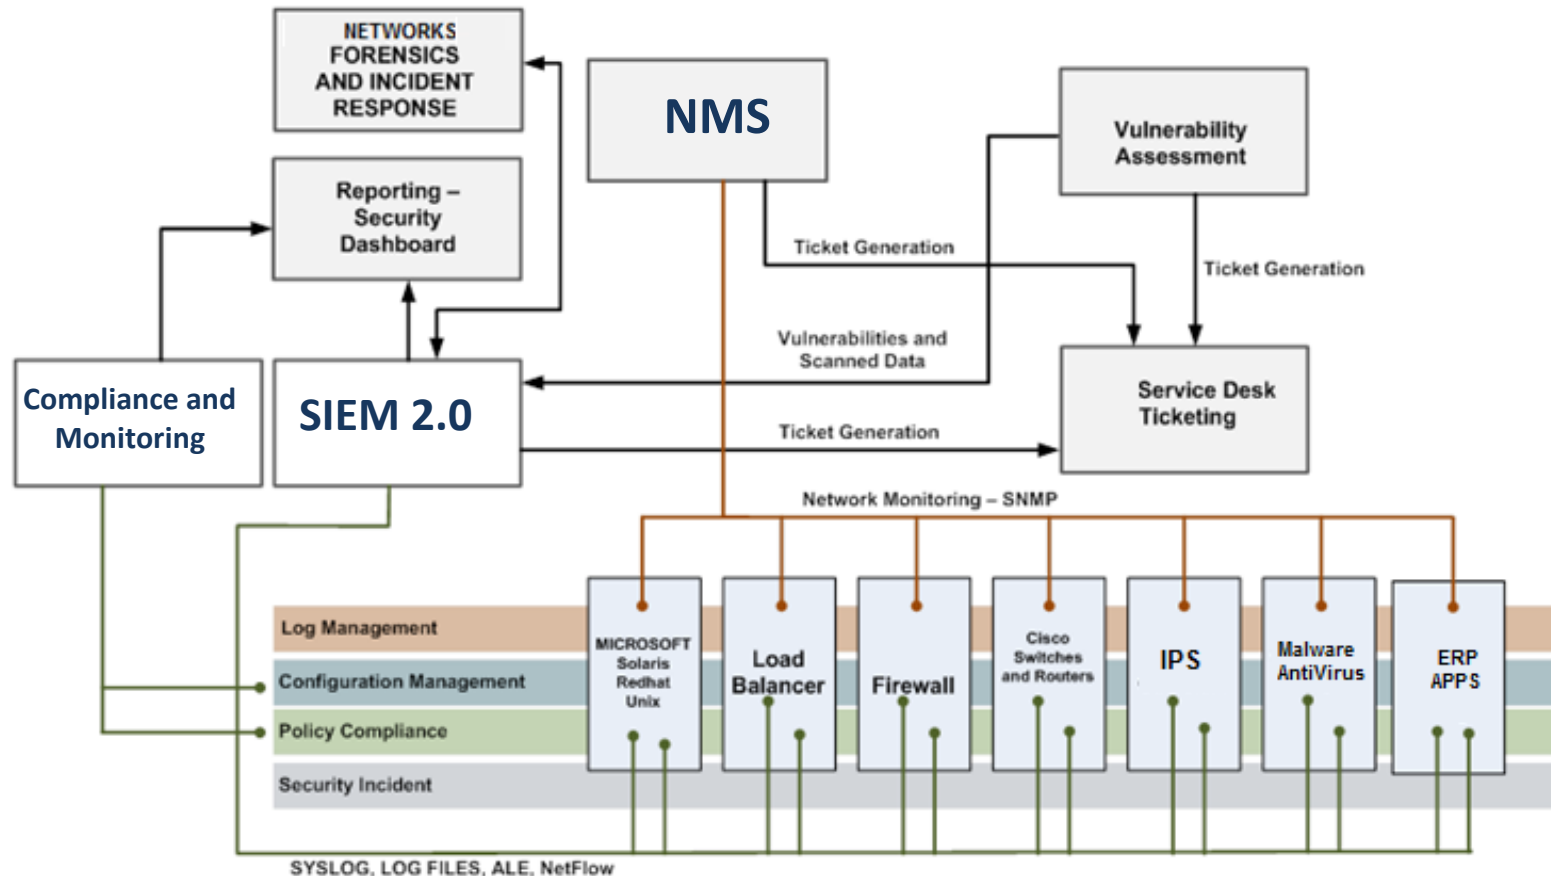 NETWORKS
FORENSICS
AND INCIDENT
RESPONSE
NMS
Vulnerability
Assessment
Reporting –
Security
Dashboard
Ticket Generation
Ticket Generation
Vulnerabilities and
Scanned Data
Compliance and
Monitoring
SIEM 2.0
Service Desk
Ticketing
Ticket Generation
Network Monitoring – SNMP
Log Management
Configuration Management
Policy Compliance
Security Incident
MICROSOFT
Solaris
Redhat
Unix
Load
Balancer
Firewall
Cisco
Switches
and Routers
IPS
Malware
AntiVirus
ERP
APPS
SYSLOG, LOG FILES, ALE, NetFlow